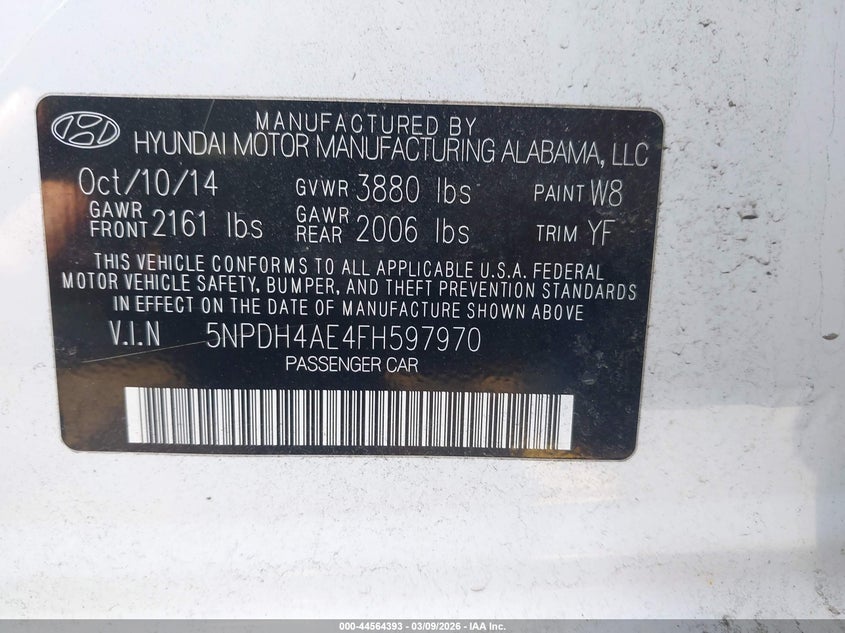 MANUFACTURED BY
HYUNDAI MOTOR MANUFACTURING ALABAMA, LLC
Oct/10/14 GVWR 3880 lbs PAINT W8
GAWR FRONT 2161 lbs GAWR REAR 2006 lbs TRIM YF
THIS VEHICLE CONFORMS TO ALL APPLICABLE U.S.A. FEDERAL
MOTOR VEHICLE SAFETY, BUMPER, AND THEFT PREVENTION STANDARDS
IN EFFECT ON THE DATE OF MANUFACTURE SHOWN ABOVE
V.I.N 5NPDH4AE4FH597970
PASSENGER CAR
000-44564393 | 03/09/2026 | IAA Inc.